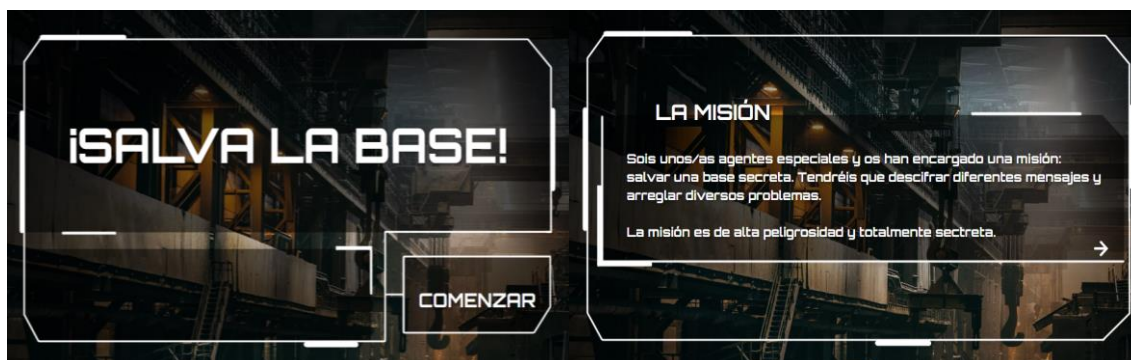 ¡SALVA LA BASE!
COMENZAR
LA MISIÓN
Sois unos/as agentes especiales y os han encargado una misión:
salvar una base secreta. Tendréis que descifrar diferentes mensajes y
arreglar diversos problemas.
La misión es de alta peligrosidad y totalmente sectreta.